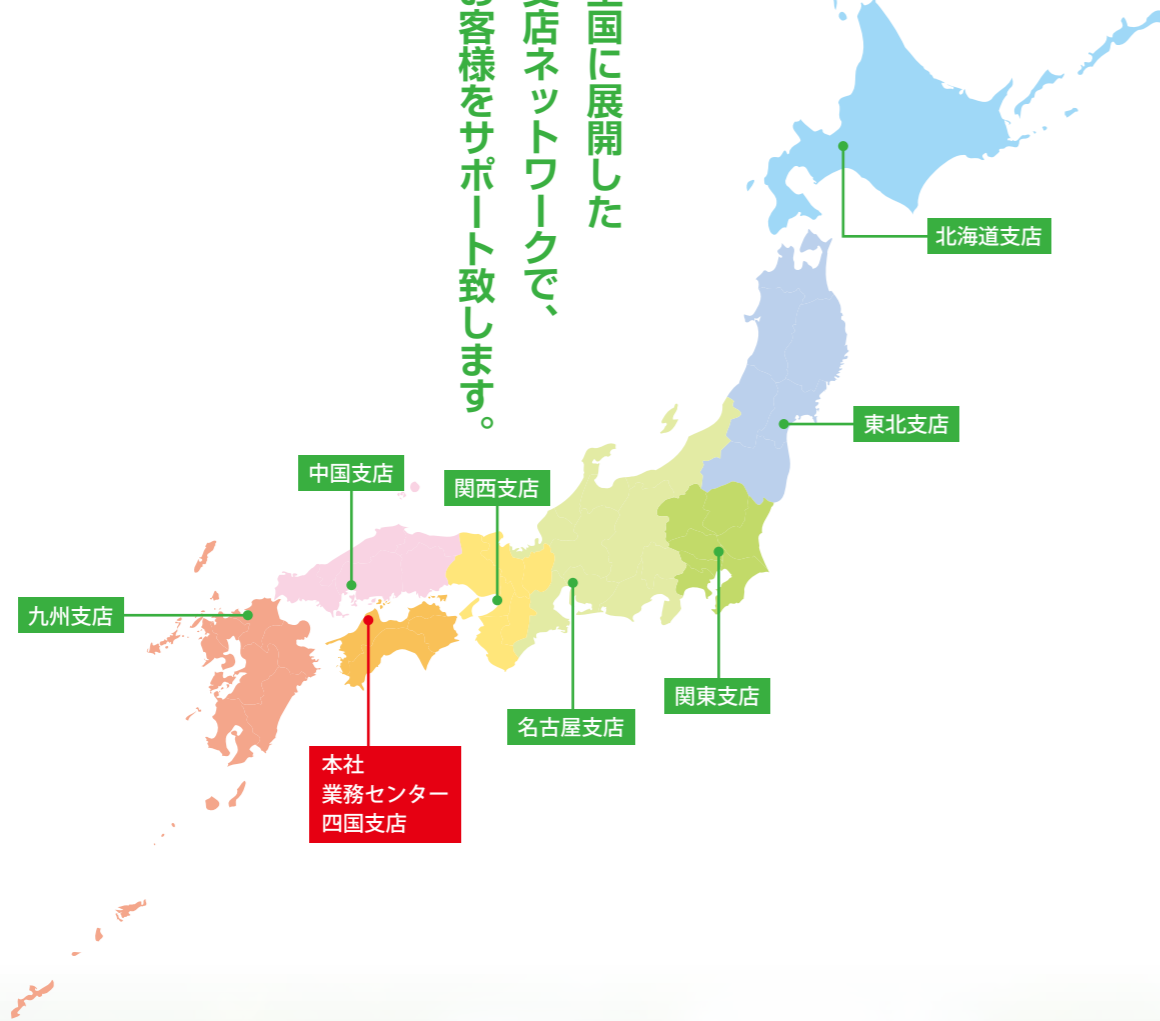 全国に展開した
支店ネットワークで、
お客様をサポート致します。
北海道支店
東北支店
中国支店
関西支店
九州支店
関東支店
名古屋支店
本社
業務センター
四国支店